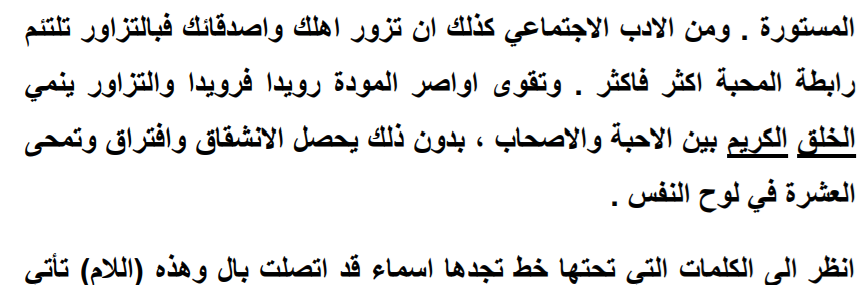 المستورة . ومن الادب الاجتماعي كذلك ان تزور اهلك واصدقائك فبالتزاور تلتئم
رابطة المحبة اكثر فاكثر . وتقوى اواصر المودة رويدا فرويدا والتزاور ينمي
الخلق الكريم بين الاحبة والاصحاب ، بدون ذلك يحصل الانشقاق وافتراق وتمحى
العشرة في لوح النفس .
انظر الى الكلمات التي تحتها خط تجدها اسماء قد اتصلت بال وهذه (اللام) تأتي